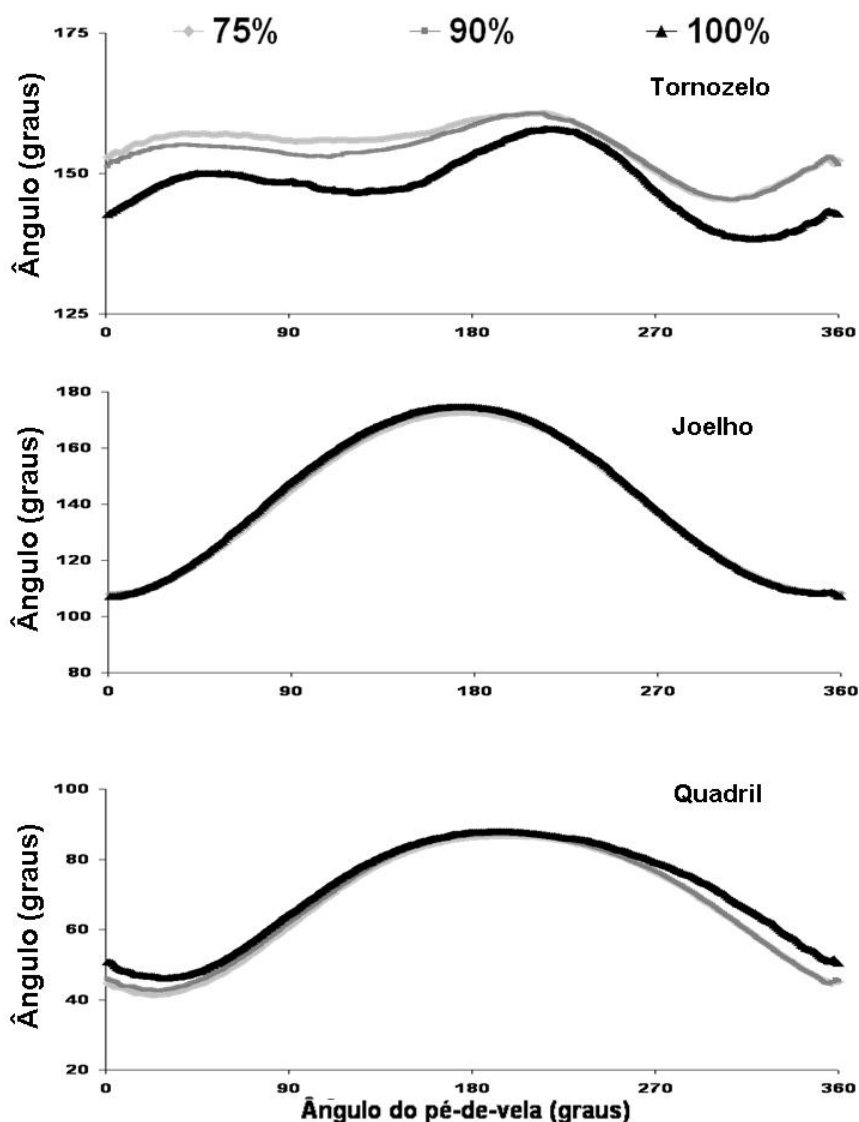 75% 90% 100%
175
Tornozelo
150
125
0 90 180 270 360
Ângulo (graus)
180
Joelho
160
140
120
100
80
0 90 180 270 360
Ângulo (graus)
100
Quadril
80
60
40
20
0 90 180 270 360
Ângulo (graus)
Ângulo do pé-de-vela (graus)